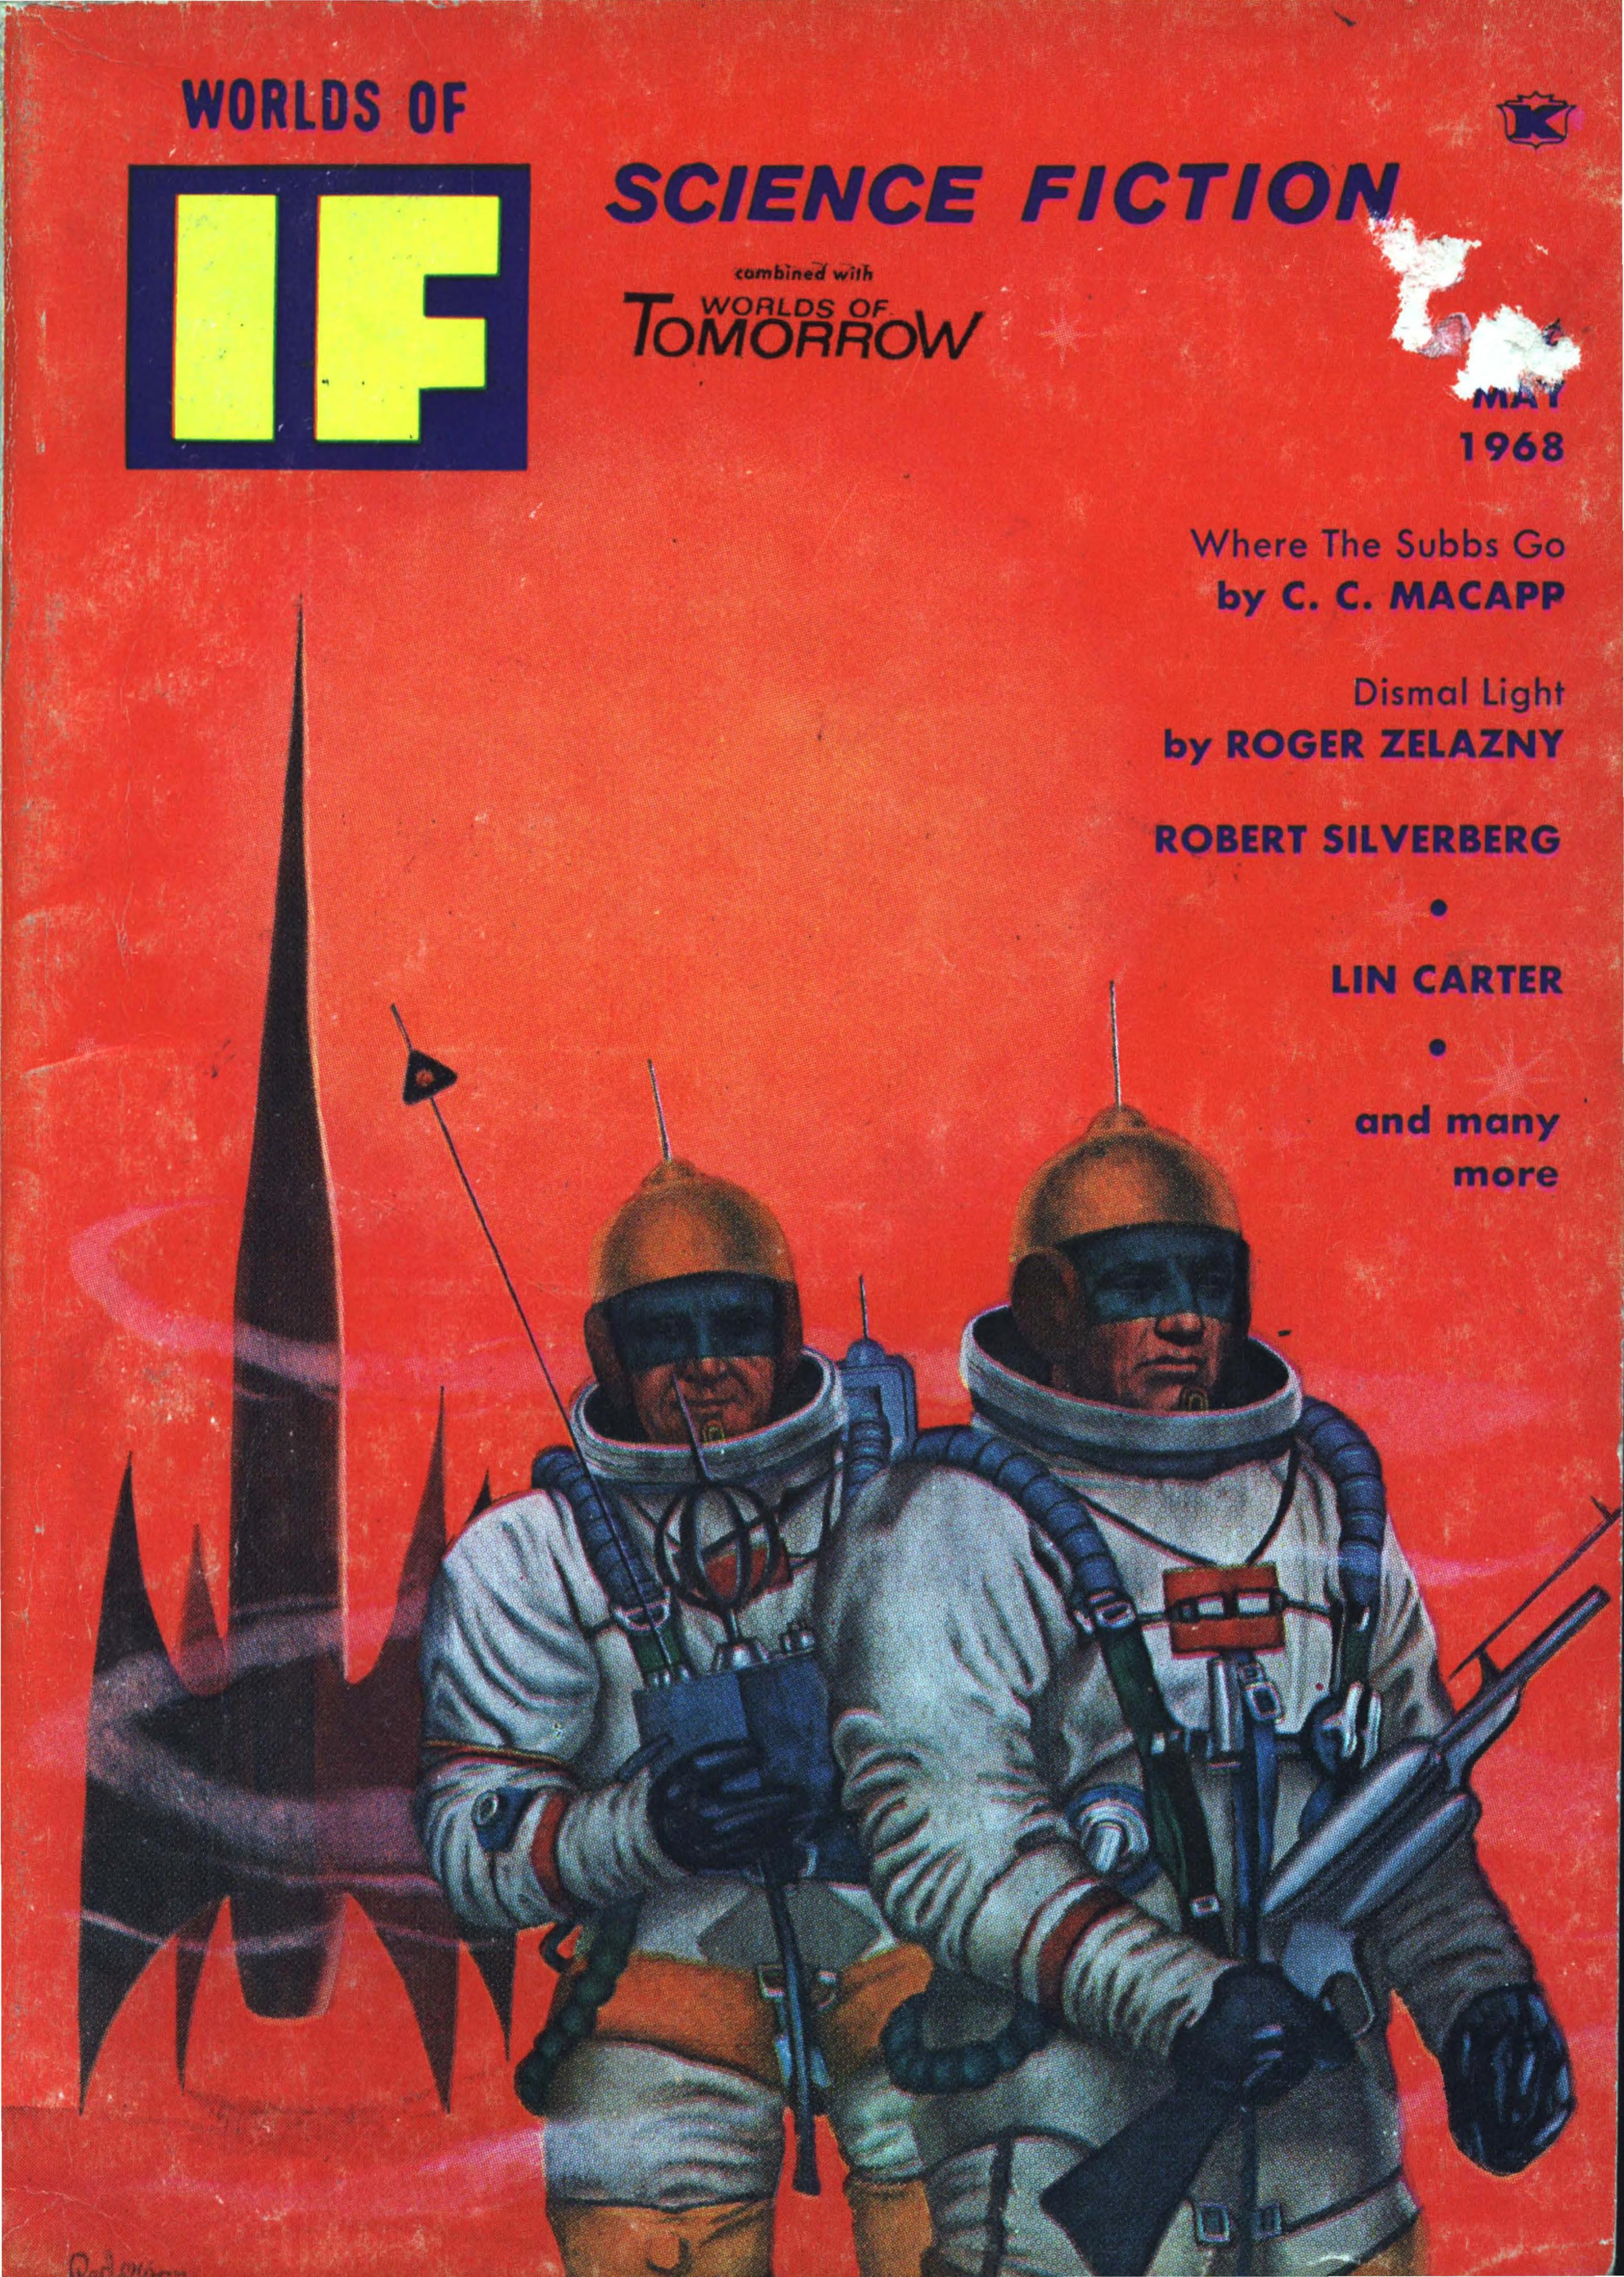 WORLDS OF
IF
SCIENCE FICTION
combined with
WORLDS OF
TOMORROW
K
MAY
1968
Where The Subbs Go
by C. C. MACAPP
Dismal Light
by ROGER ZELAZNY
ROBERT SILVERBERG
•
LIN CARTER
•
and many
more